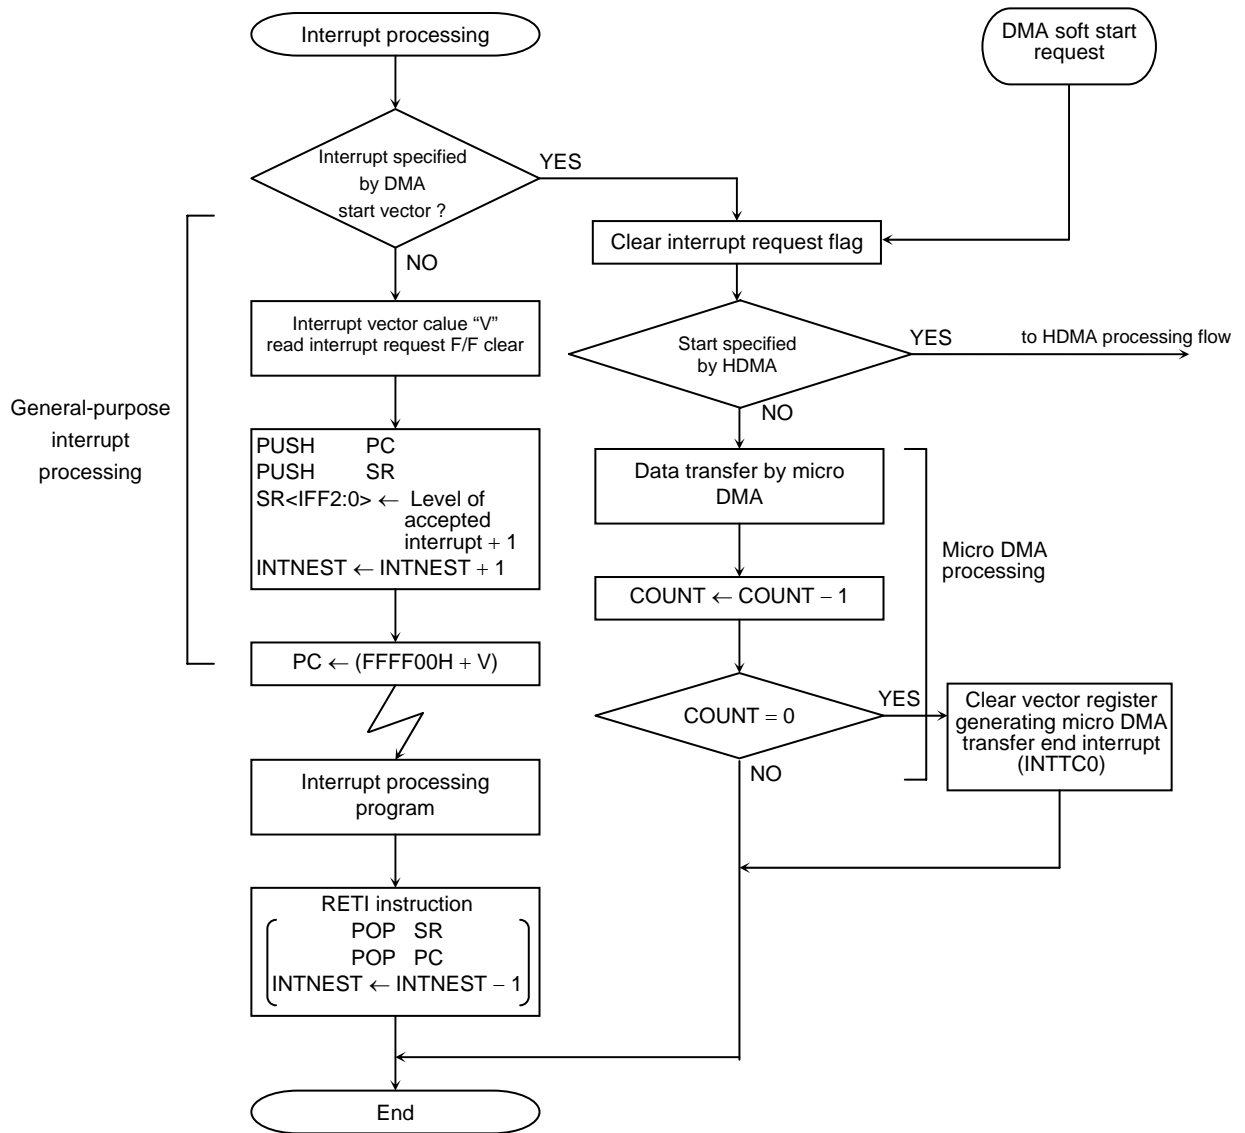 Interrupt processing
DMA soft start
request
Interrupt specified
by DMA
start vector ?
YES
NO
Clear interrupt request flag
Interrupt vector calue “V”
read interrupt request F/F clear
Start specified
by HDMA
YES
to HDMA processing flow
NO
General-purpose
interrupt
processing
PUSH PC
PUSH SR
SR<IFF2:0> ← Level of
accepted
interrupt + 1
INTNEST ← INTNEST + 1
Data transfer by micro
DMA
Micro DMA
processing
COUNT ← COUNT − 1
PC ← (FFFF00H + V)
COUNT = 0
YES
NO
Clear vector register
generating micro DMA
transfer end interrupt
(INTTC0)
Interrupt processing
program
RETI instruction
POP SR
POP PC
INTNEST ← INTNEST − 1
End